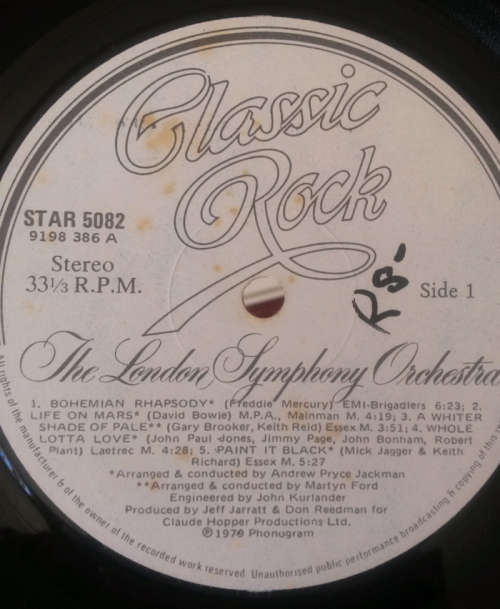 Classic
Rock
STAR 5082
9198 386 A
Stereo
33⅓ R.P.M.
R8-
Side 1
The London Symphony Orchestra
1. BOHEMIAN RHAPSODY* (Freddie Mercury) EMI-Brigadiers 6:23; 2.
LIFE ON MARS* (David Bowie) M.P.A., Mainman M. 4:19; 3. A WHITER
SHADE OF PALE** (Gary Brooker, Keith Reid) Essex M. 3:51; 4. WHOLE
LOTTA LOVE* (John Paul Jones, Jimmy Page, John Bonham, Robert
Plant) Laetrec M. 4:28; 5. PAINT IT BLACK* (Mick Jagger & Keith
Richard) Essex M. 5:27
*Arranged & conducted by Andrew Pryce Jackman
**Arranged & conducted by Martyn Ford
Engineered by John Kurlander
Produced by Jeff Jarratt & Don Reedman for
Claude Hopper Productions Ltd.
℗ 1979 Phonogram
All rights of the manufacturer & of the owner of the recorded work reserved. Unauthorised public performance broadcasting & copying of this re